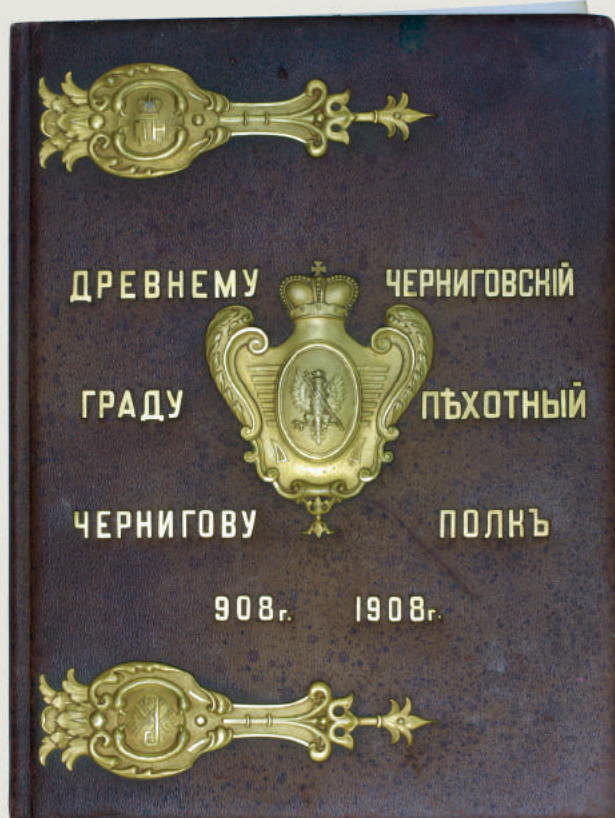 ДРЕВНЕМУ ЧЕРНИГОВСКІЙ
ГРАДУ ПѢХОТНЫЙ
ЧЕРНИГОВУ ПОЛКЪ
908г. 1908г.